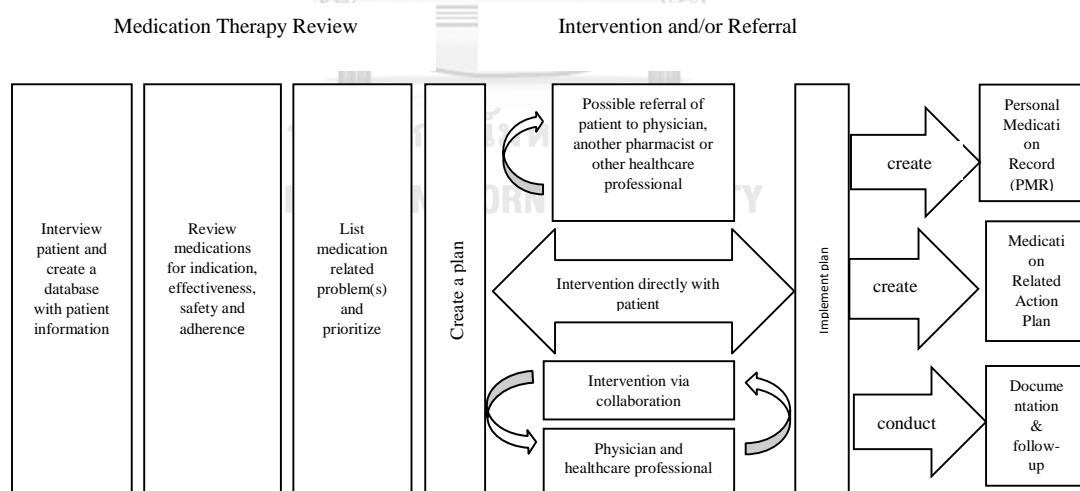 Medication Therapy Review
Intervention and/or Referral
Interview
patient and
create a
database
with patient
information
Review
medications
for indication,
effectiveness,
safety and
adherence
List
medication
related
problem(s)
and
prioritize
Create a plan
Possible referral of
patient to physician,
another pharmacist or
other healthcare
professional
Intervention directly with
patient
Intervention via
collaboration
Physician and
healthcare professional
Implement plan
create
Personal
Medicati
on
Record
(PMR)
create
Medicati
on
Related
Action
Plan
conduct
Docume
ntation
&
follow-
up